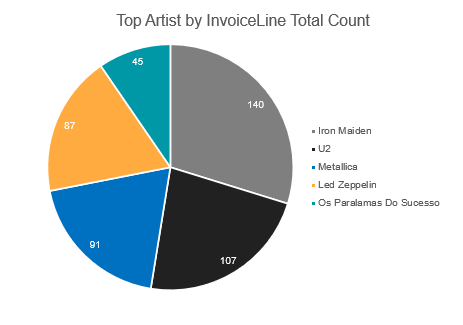 Top Artist by InvoiceLine Total Count
45
140
87
Iron Maiden
U2
Metallica
Led Zeppelin
Os Paralamas Do Sucesso
91
107